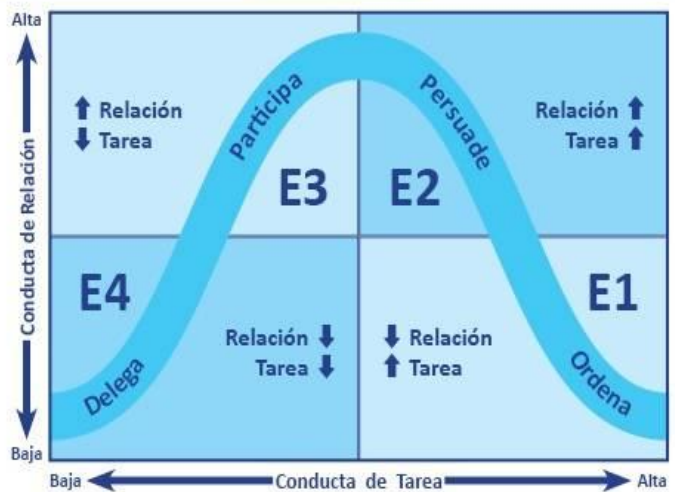 Alta
Conducta de Relación
Baja
↑ Relación
↓ Tarea
Participa
E3
Persuade
E2
Relación ↑
Tarea ↑
E4
Delega
Relación ↓
Tarea ↓
↓ Relación
↑ Tarea
E1
Ordena
Baja
Conducta de Tarea
Alta